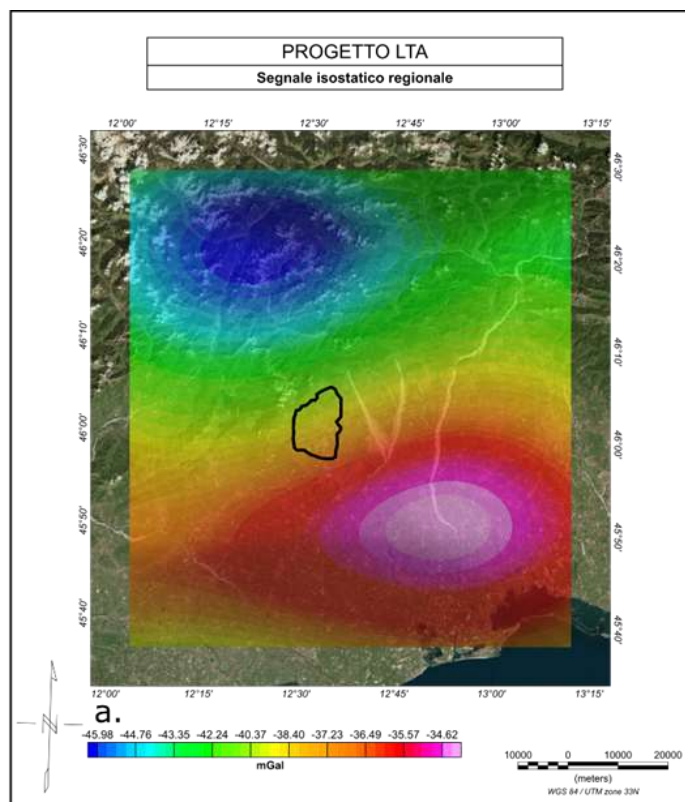 PROGETTO LTA
Segnale isostatico regionale
12°00' 12°15' 12°30' 12°45' 13°00' 13°15'
46°30' 46°30'
46°20' 46°20'
46°10' 46°10'
46°00' 46°00'
45°50' 45°50'
45°40' 45°40'
12°00' 12°15' 12°30' 12°45' 13°00' 13°15'
N
a.
-45.98 -44.76 -43.35 -42.24 -40.37 -38.40 -37.23 -36.49 -35.57 -34.62
mGal
10000 0 10000 20000
(meters)
WGS 84 / UTM zone 33N